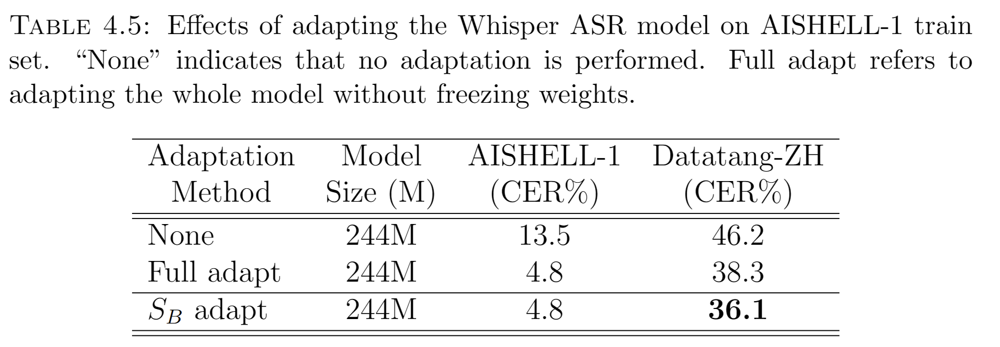 TABLE 4.5: Effects of adapting the Whisper ASR model on AISHELL-1 train
set. “None” indicates that no adaptation is performed. Full adapt refers to
adapting the whole model without freezing weights.
Adaptation Model AISHELL-1 Datatang-ZH
Method Size (M) (CER%) (CER%)
None 244M 13.5 46.2
Full adapt 244M 4.8 38.3
S_B adapt 244M 4.8 36.1